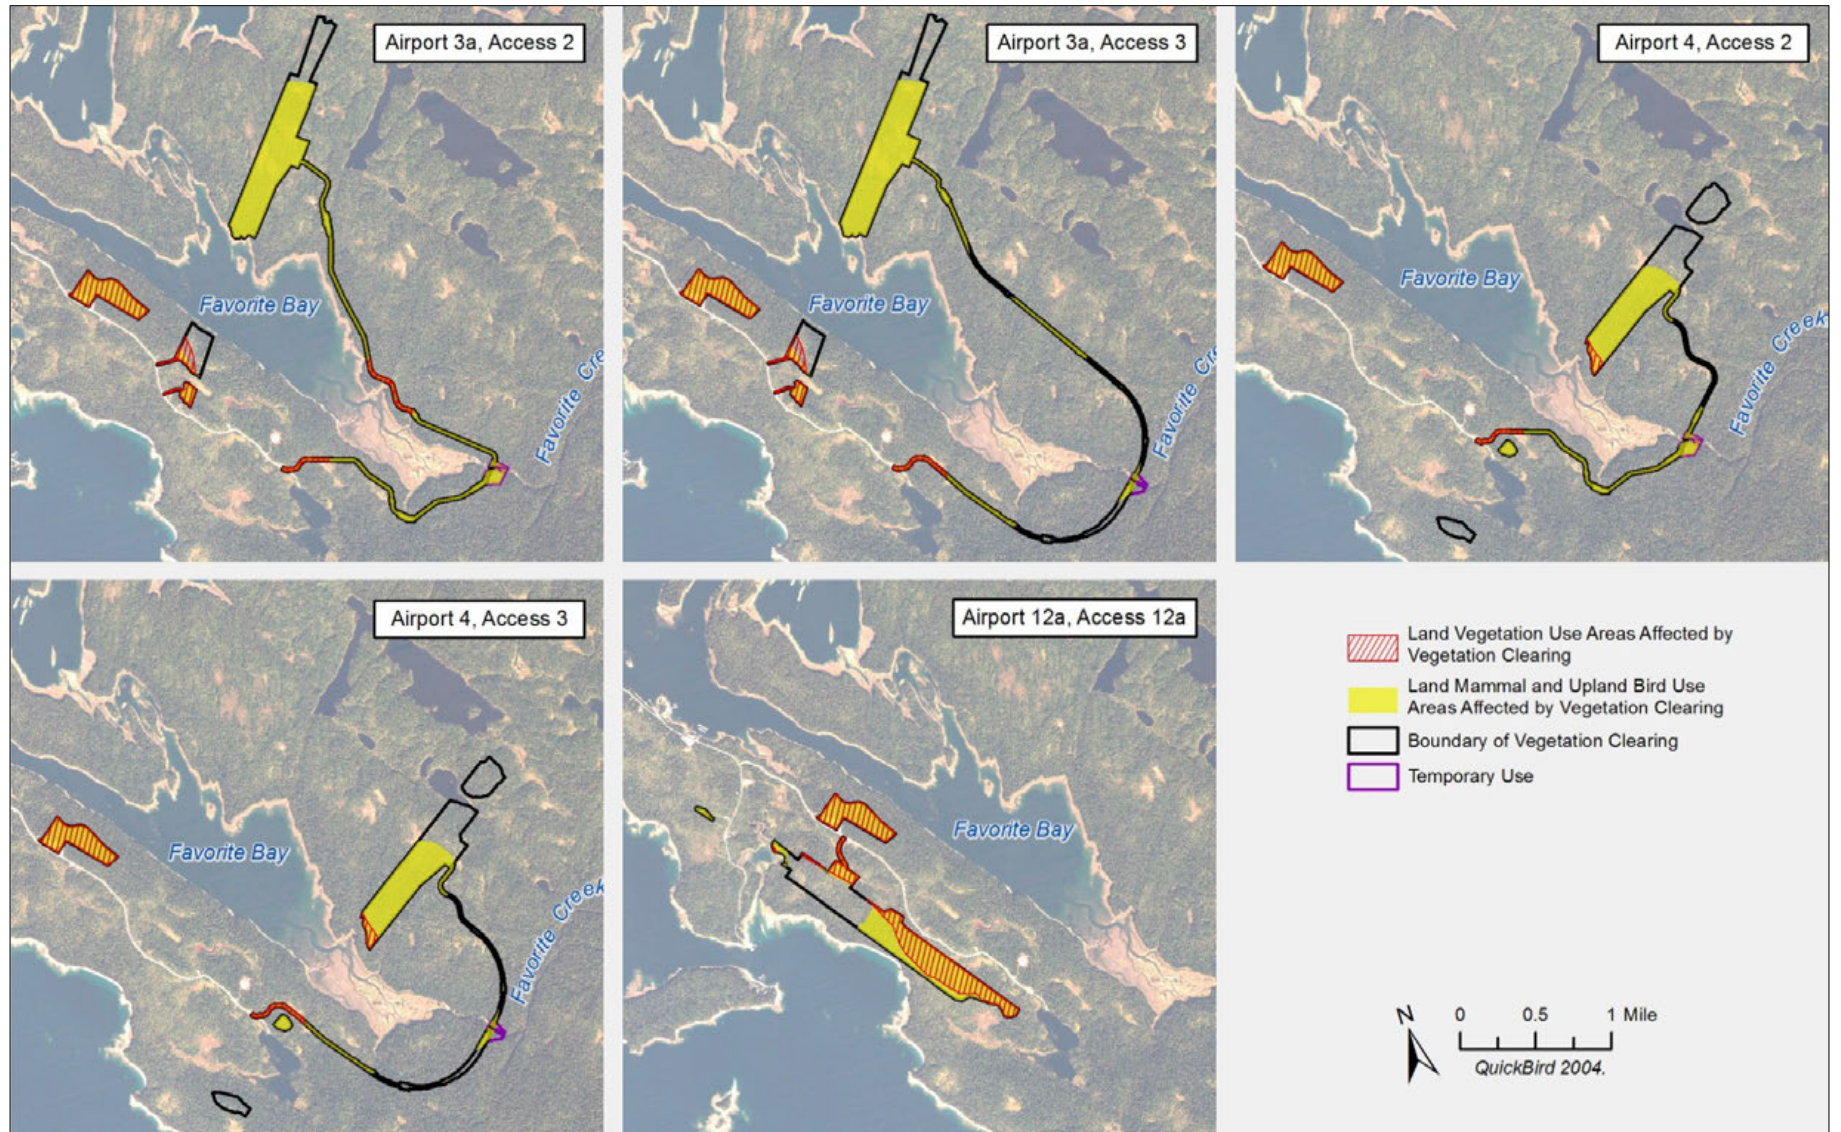 Airport 3a, Access 2
Favorite Bay
Favorite Cre
Airport 3a, Access 3
Favorite Bay
Favorite Cre
Airport 4, Access 2
Favorite Bay
Favorite Creek
Airport 4, Access 3
Favorite Bay
Favorite Creek
Airport 12a, Access 12a
Favorite Bay
Land Vegetation Use Areas Affected by
Vegetation Clearing
Land Mammal and Upland Bird Use
Areas Affected by Vegetation Clearing
Boundary of Vegetation Clearing
Temporary Use
N
0 0.5 1 Mile
QuickBird 2004.